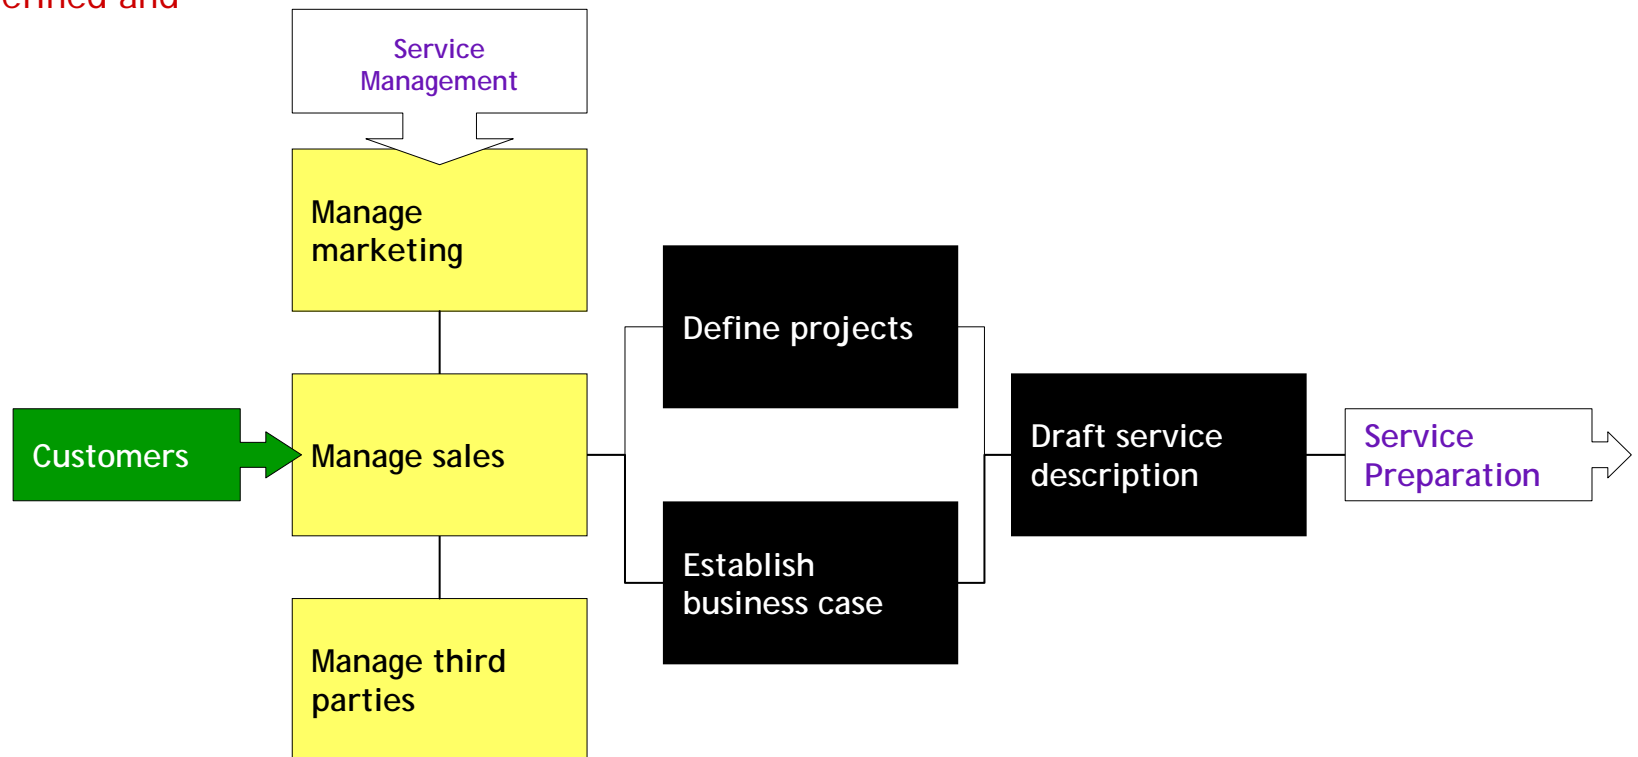 and
Service
Management
Manage
marketing
Define projects
Customers
Manage sales
Draft service
description
Service
Preparation
Establish
business case
Manage third
parties